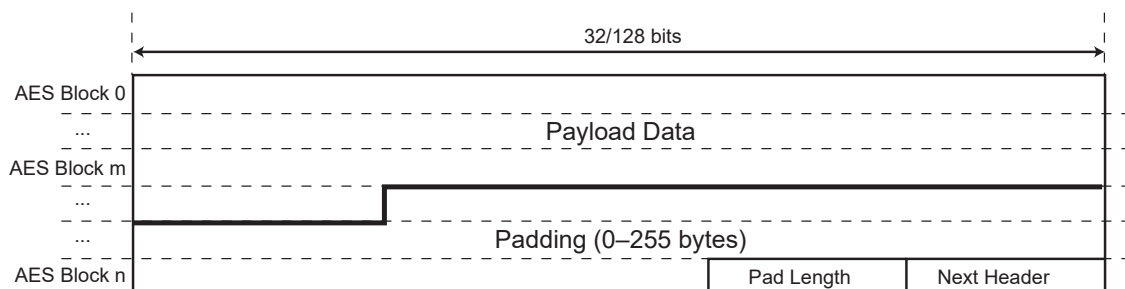 32/128 bits
AES Block 0
...
Payload Data
AES Block m
...
...
Padding (0–255 bytes)
AES Block n
Pad Length
Next Header